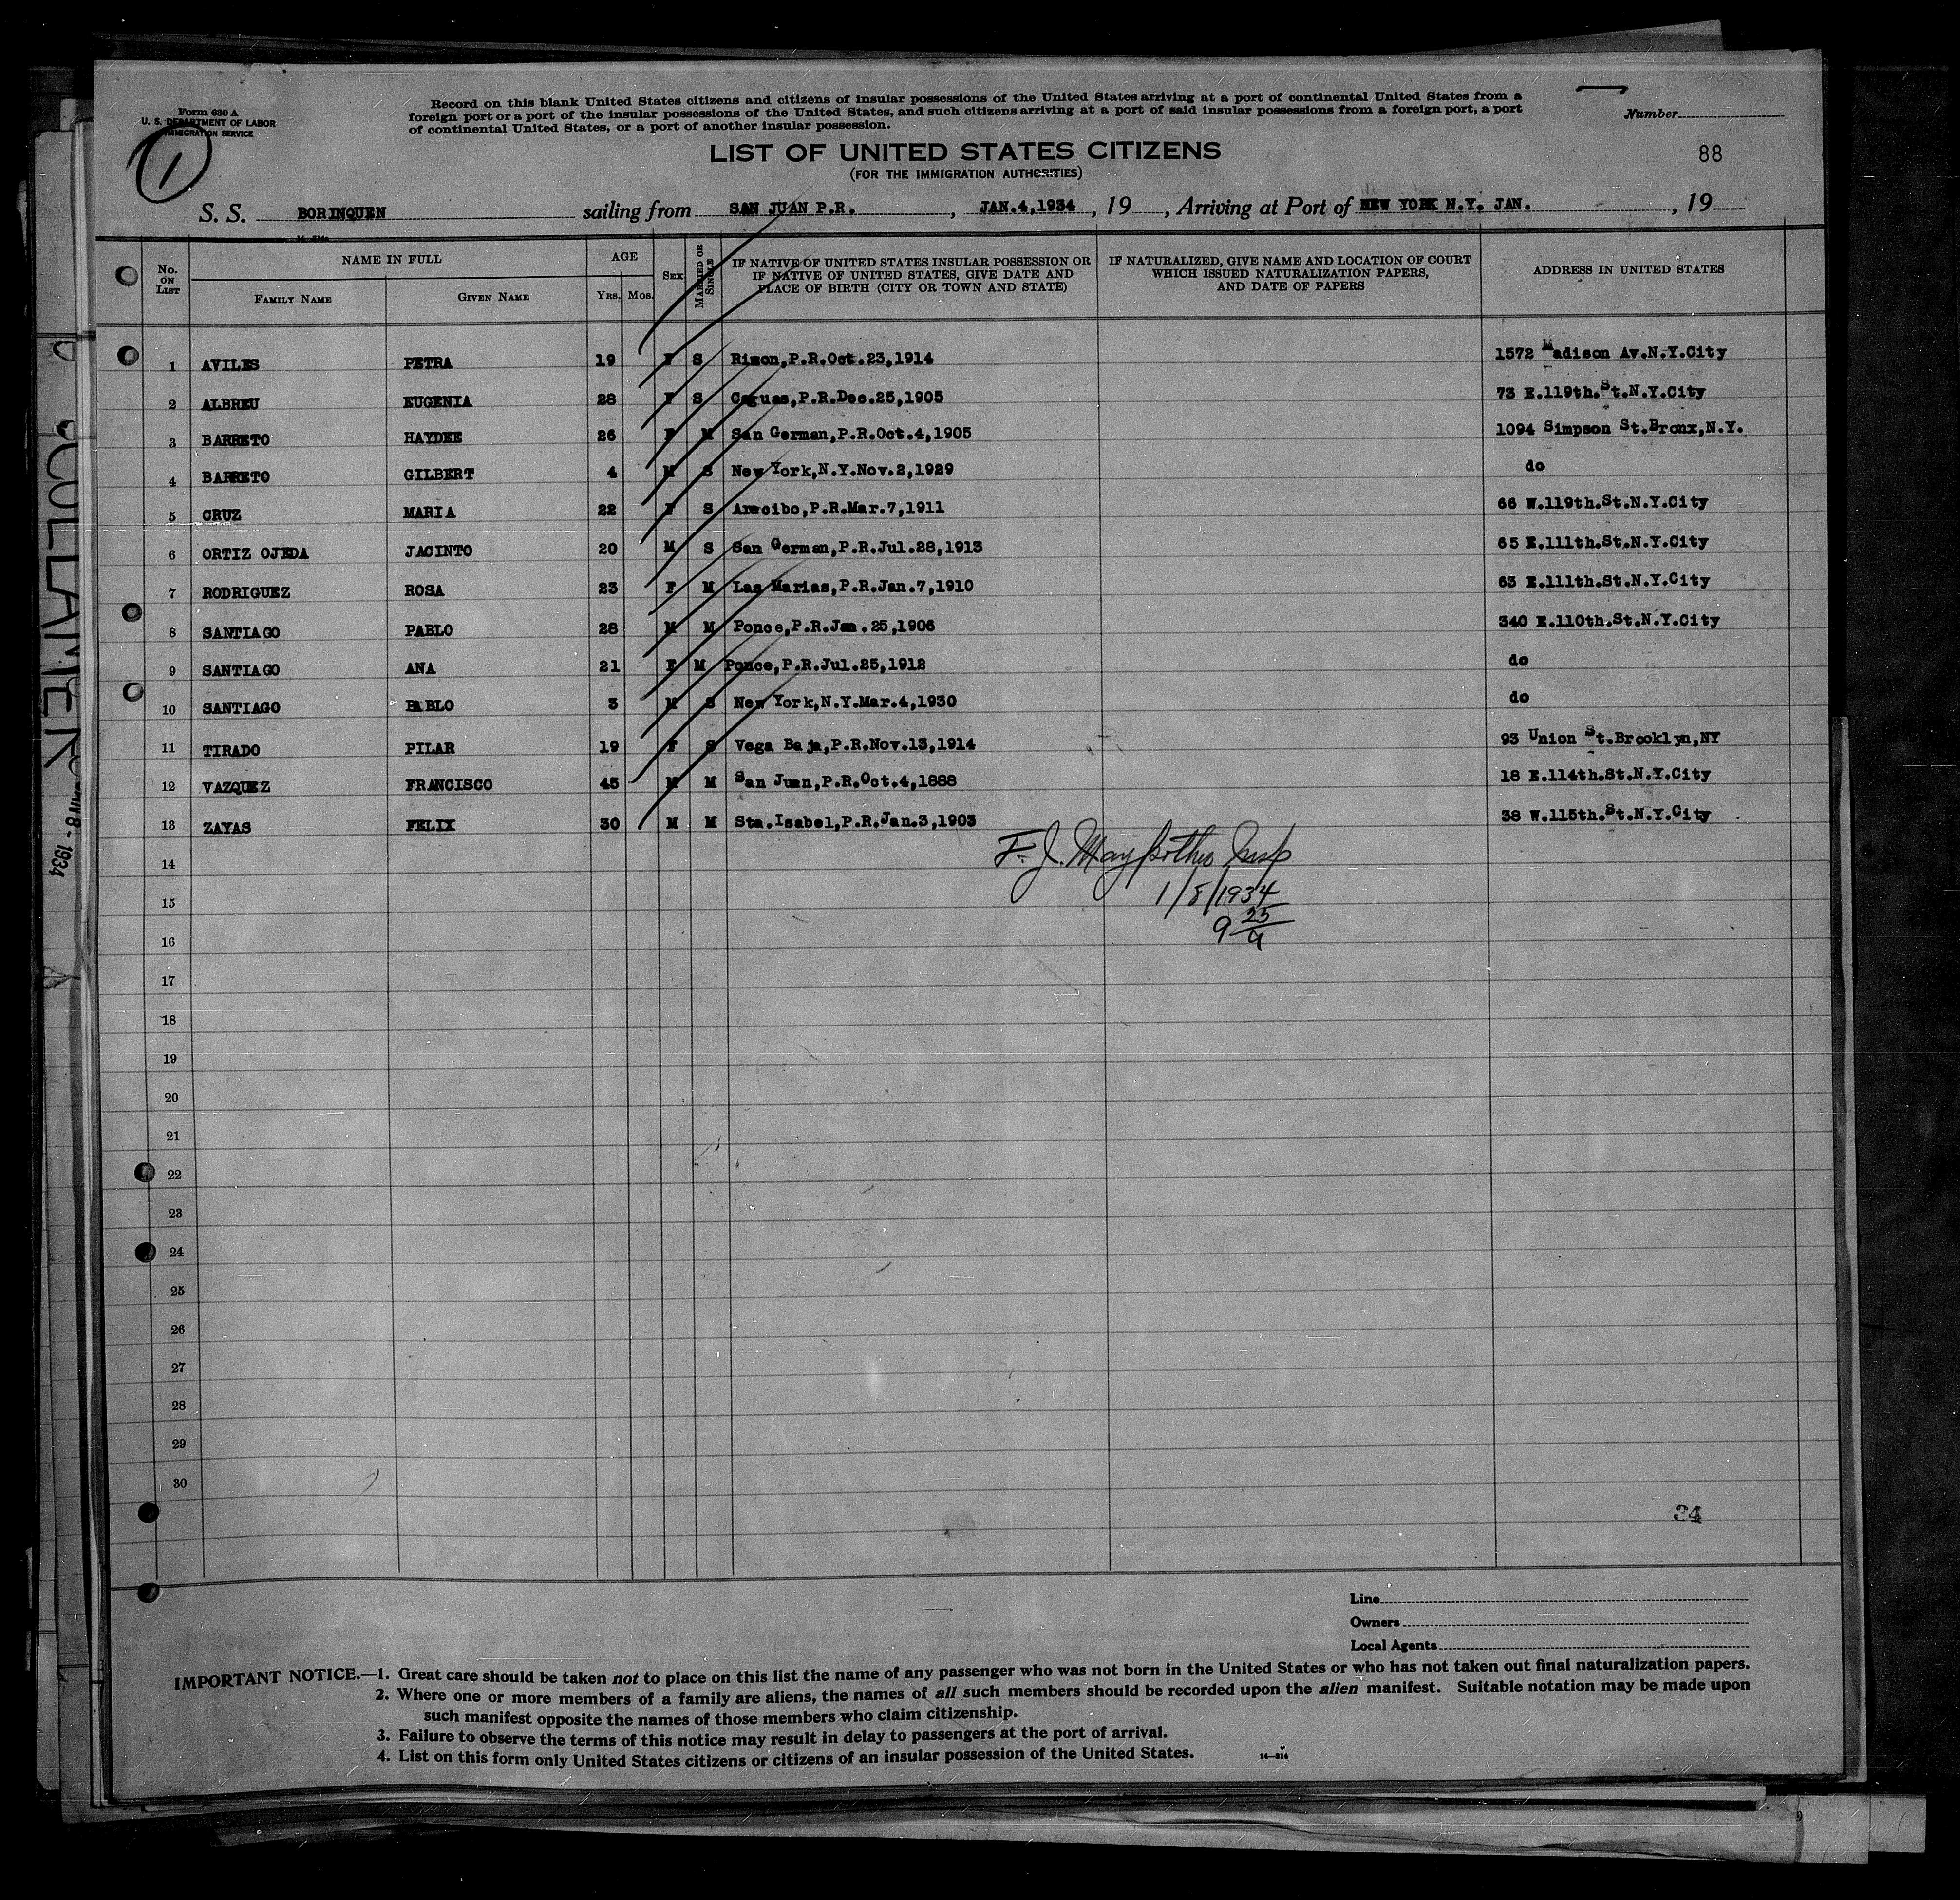 Form 630 A
U. S. DEPARTMENT OF LABOR
IMMIGRATION SERVICE
1
Record on this blank United States citizens and citizens of insular possessions of the United States arriving at a port of continental United States from a
foreign port or a port of the insular possessions of the United States, and such citizens arriving at a port of said insular possessions from a foreign port, a port
of continental United States, or a port of another insular possession.
Number
LIST OF UNITED STATES CITIZENS
88
(FOR THE IMMIGRATION AUTHORITIES)
S. S. BORINQUEN sailing from SAN JUAN P.R., JAN.4,1934, 19, Arriving at Port of NEW YORK N.Y. JAN., 19
No. ON LIST NAME IN FULL FAMILY NAME GIVEN NAME AGE YRS. MOS. SEX MARRIED OR SINGLE IF NATIVE OF UNITED STATES INSULAR POSSESSION OR IF NATIVE OF UNITED STATES, GIVE DATE AND PLACE OF BIRTH (CITY OR TOWN AND STATE) IF NATURALIZED, GIVE NAME AND LOCATION OF COURT WHICH ISSUED NATURALIZATION PAPERS, AND DATE OF PAPERS ADDRESS IN UNITED STATES
1 AVILES PETRA 19 F S Rinon,P.R.Oct.23,1914 1572 Madison Av.N.Y.City
2 ALBREU EUGENIA 28 F S Caguas,P.R.Dec.25,1905 73 E.119th.St.N.Y.City
3 BARRETO HAYDEE 26 F M San German,P.R.Oct.4,1905 1094 Simpson St.Bronx,N.Y.
4 BARRETO GILBERT 4 M S New York,N.Y.Nov.2,1929 do
5 CRUZ MARIA 22 F S Arecibo,P.R.Mar.7,1911 66 W.119th.St.N.Y.City
6 ORTIZ OJEDA JACINTO 20 M S San German,P.R.Jul.28,1913 65 E.111th.St.N.Y.City
7 RODRIGUEZ ROSA 23 F M Las Marias,P.R.Jan.7,1910 63 E.111th.St.N.Y.City
8 SANTIAGO PABLO 28 M M Ponce,P.R.Jan.25,1906 340 E.110th.St.N.Y.City
9 SANTIAGO ANA 21 F M Ponce,P.R.Jul.25,1912 do
10 SANTIAGO PABLO 3 M S New York,N.Y.Mar.4,1930 do
11 TIRADO PILAR 19 F S Vega Baja,P.R.Nov.13,1914 93 Union St.Brooklyn,NY
12 VAZQUEZ FRANCISCO 45 M M San Juan,P.R.Oct.4,1888 18 E.114th.St.N.Y.City
13 ZAYAS FELIX 30 M M Sta.Isabel,P.R.Jan.3,1903 38 W.115th.St.N.Y.City
14 F. J. Insp
15 1/8/1934
16 9
17
18
19
20
21
22
23
24
25
26
27
28
29
30
34
Line
Owners
Local Agents
IMPORTANT NOTICE.—1. Great care should be taken not to place on this list the name of any passenger who was not born in the United States or who has not taken out final naturalization papers.
2. Where one or more members of a family are aliens, the names of all such members should be recorded upon the alien manifest. Suitable notation may be made upon
such manifest opposite the names of those members who claim citizenship.
3. Failure to observe the terms of this notice may result in delay to passengers at the port of arrival.
4. List on this form only United States citizens or citizens of an insular possession of the United States.